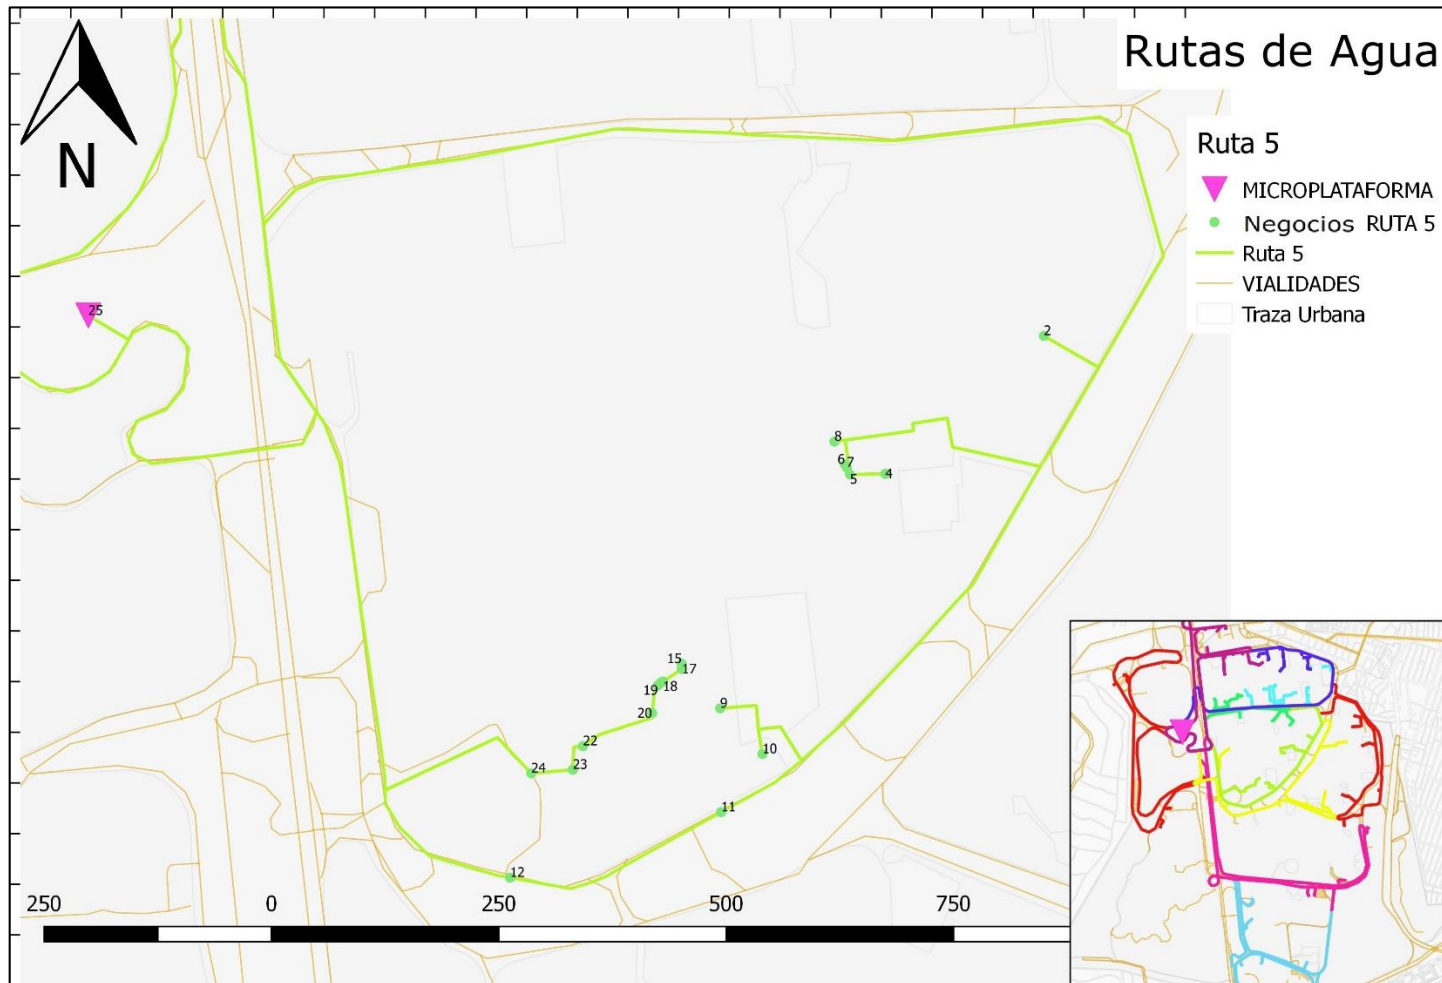 Rutas de Agua
N
Ruta 5
MICROPLATAFORMA
Negocios RUTA 5
Ruta 5
VIALIDADES
Traza Urbana
25
2
8
6 7
5 4
15
17
19 18
20
9
22
10
23
24
11
12
250 0 250 500 750